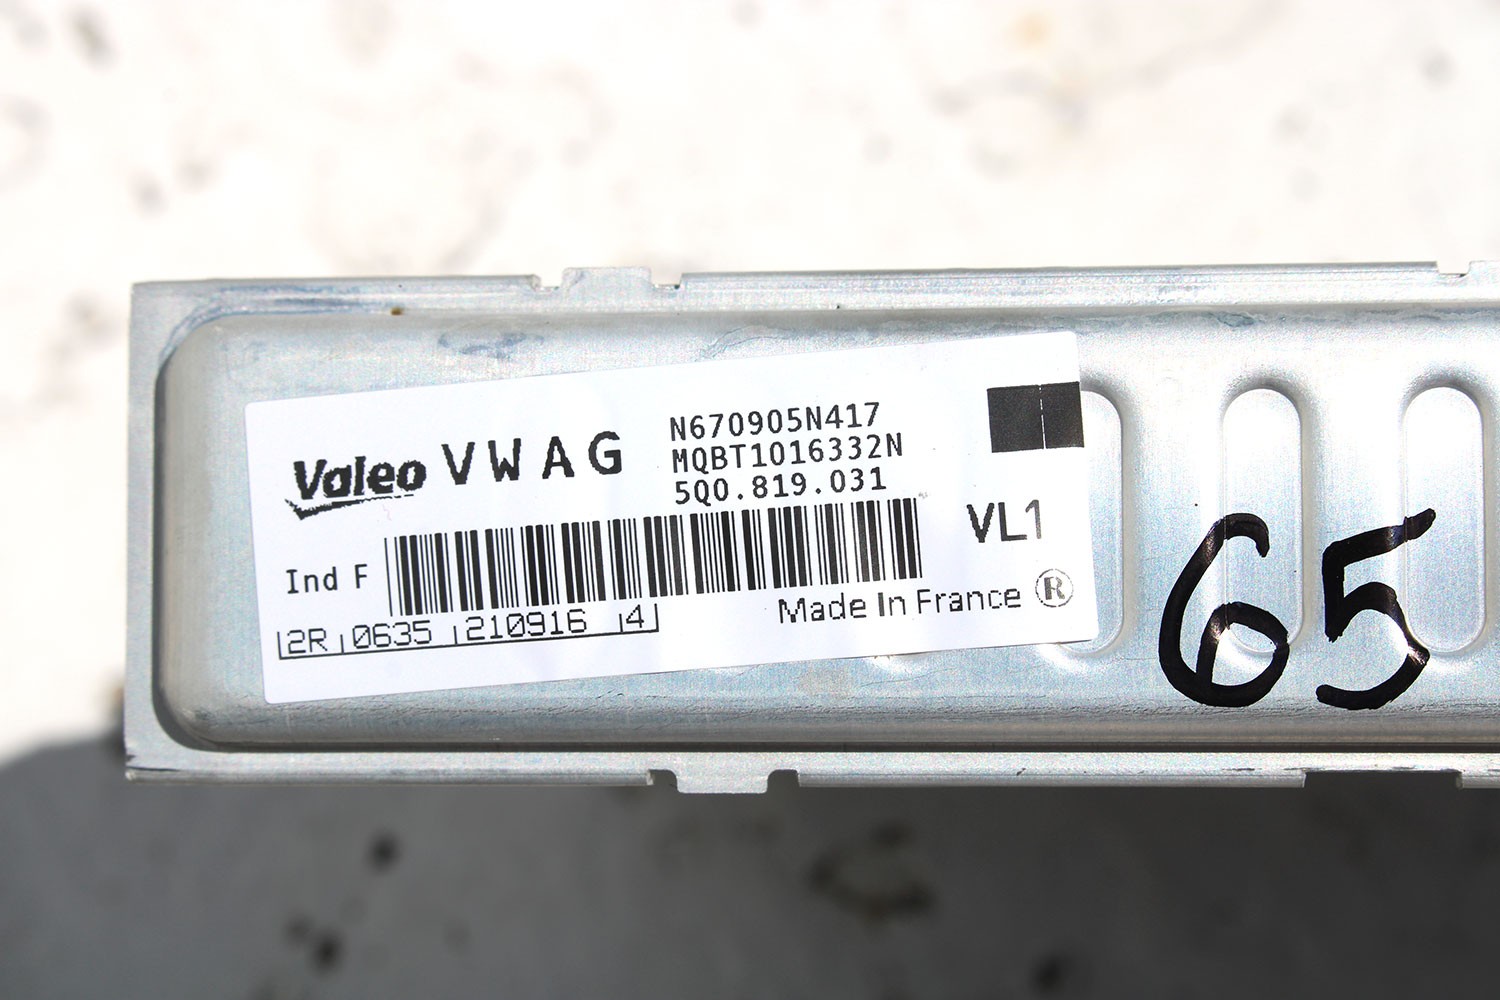 Valeo VWAG
N670905N417
MQBT1016332N
5Q0.819.031
VL1
Ind F
2R 0635 210916 4
Made In France ®
65